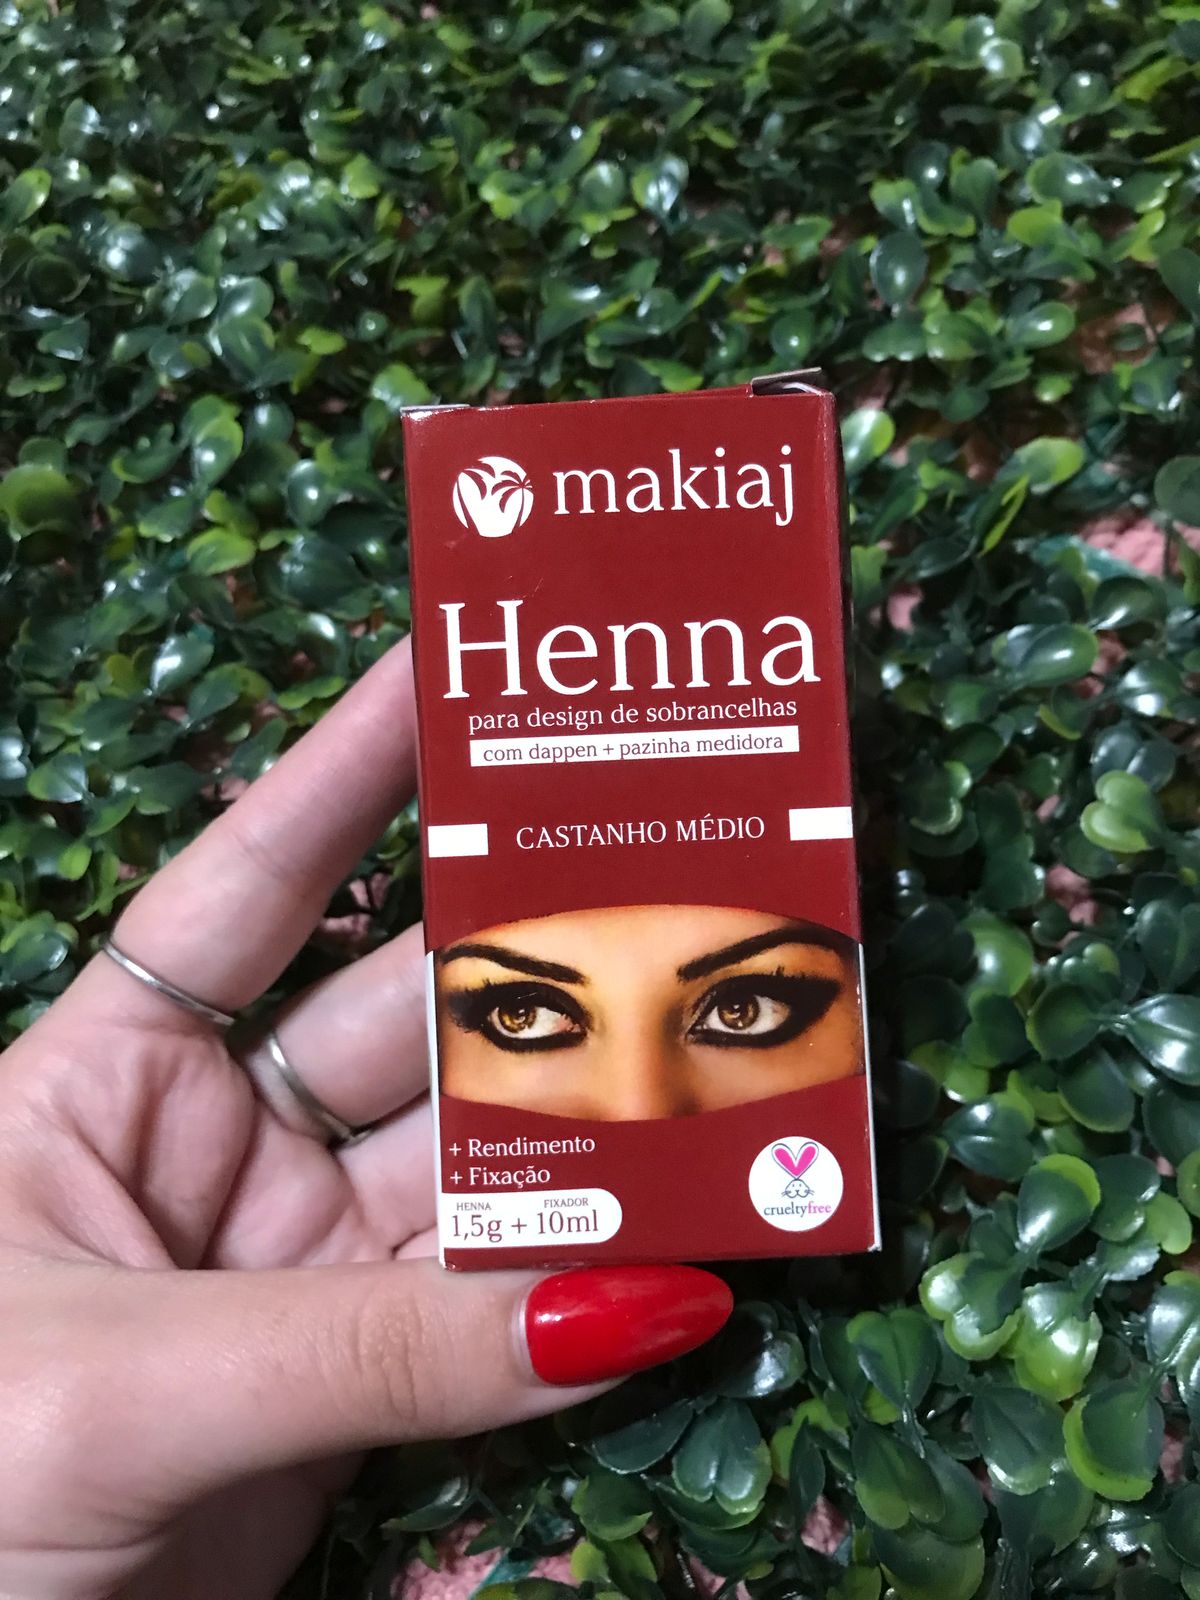 makiaj
Henna
para design de sobrancelhas
com dappen + pazinha medidora
CASTANHO MÉDIO
+ Rendimento
+ Fixação
HENNA FIXADOR
1,5g + 10ml
crueltyfree